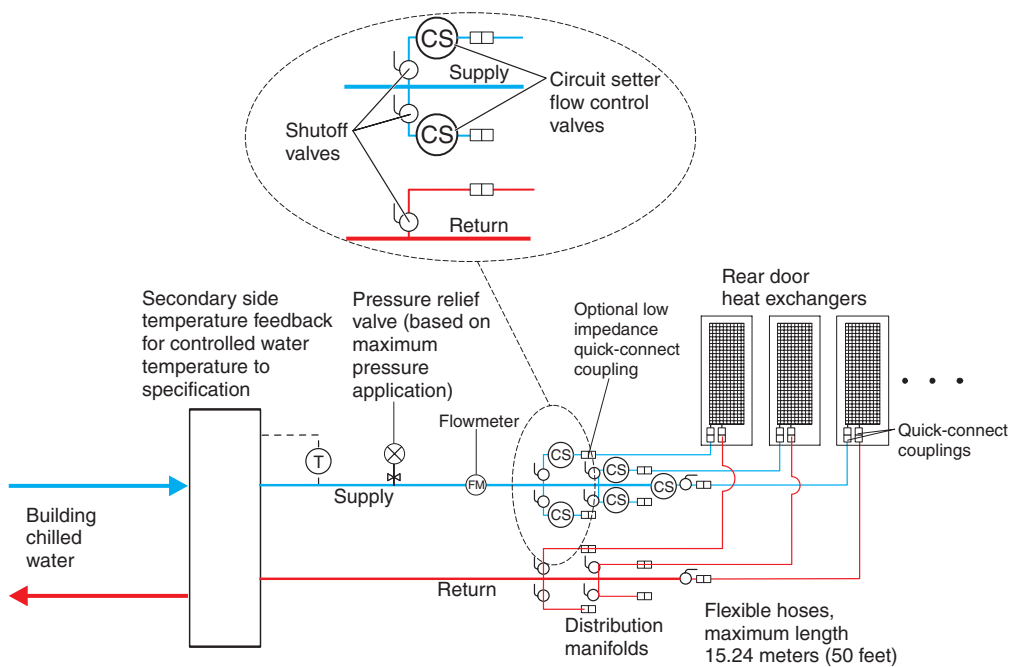 CS
Supply
CS
Circuit setter
flow control
valves
Shutoff
valves
Return
Secondary side
temperature feedback
for controlled water
temperature to
specification
Pressure relief
valve (based on
maximum
pressure
application)
Optional low
impedance
quick-connect
coupling
Rear door
heat exchangers
Flowmeter
Quick-connect
couplings
T
Supply
FM
CS
CS
CS
CS
CS
Building
chilled
water
Return
Distribution
manifolds
Flexible hoses,
maximum length
15.24 meters (50 feet)